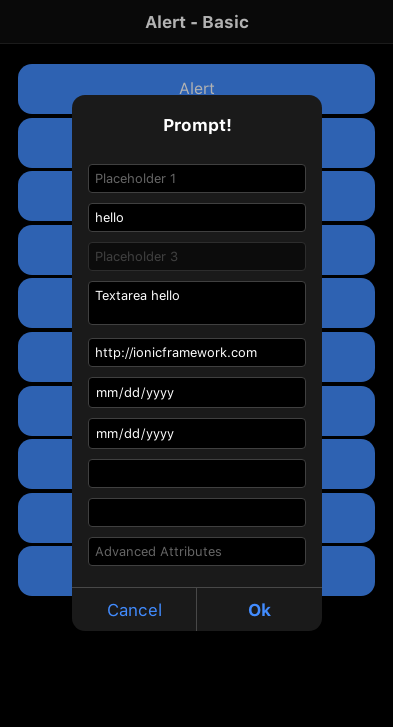 Alert - Basic
Alert
Prompt!
Placeholder 1
hello
Placeholder 3
Textarea hello
http://ionicframework.com
mm/dd/yyyy
mm/dd/yyyy
Advanced Attributes
Cancel
Ok